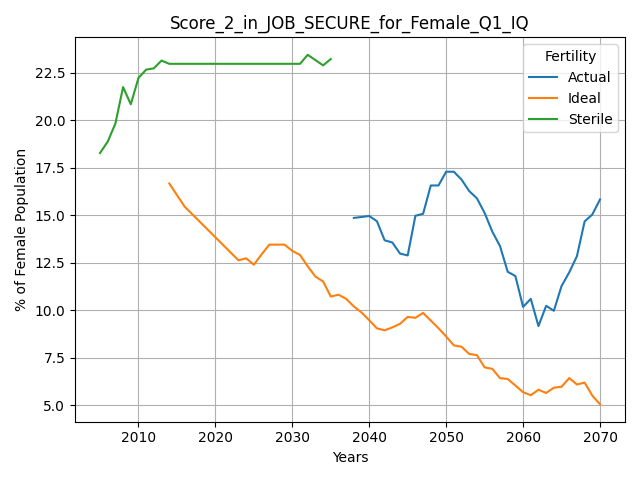 Score_2_in_JOB_SECURE_for_Female_Q1_IQ
Fertility
Actual
Ideal
Sterile
% of Female Population
22.5
20.0
17.5
15.0
12.5
10.0
7.5
5.0
2010 2020 2030 2040 2050 2060 2070
Years